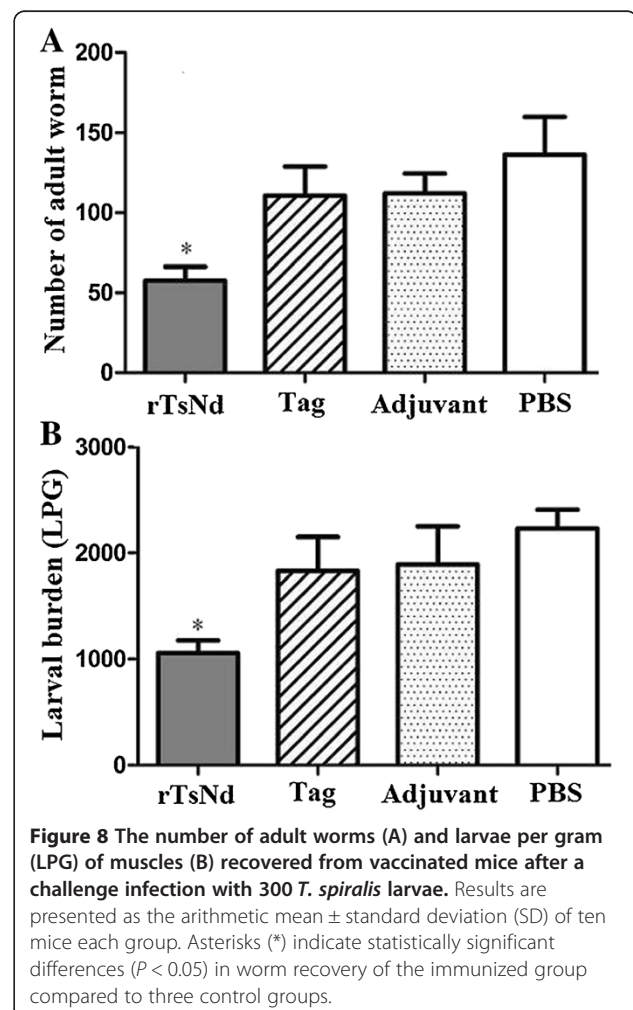 A
200
150
100
50
0
Number of adult worm
*
rTsNd Tag Adjuvant PBS
B
3000
2000
1000
0
Larval burden (LPG)
*
rTsNd Tag Adjuvant PBS
Figure 8 The number of adult worms (A) and larvae per gram
(LPG) of muscles (B) recovered from vaccinated mice after a
challenge infection with 300 T. spiralis larvae. Results are
presented as the arithmetic mean ± standard deviation (SD) of ten
mice each group. Asterisks (*) indicate statistically significant
differences (P < 0.05) in worm recovery of the immunized group
compared to three control groups.